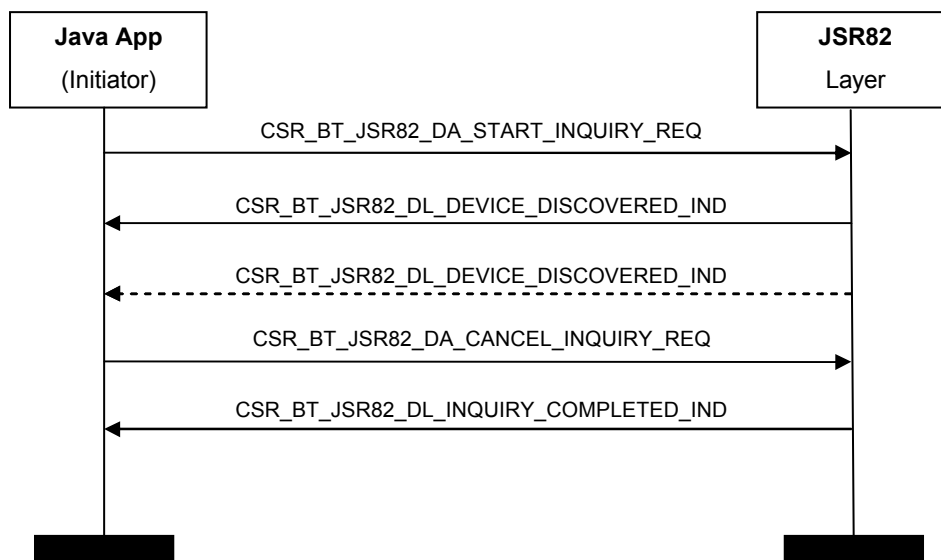 Java App
(Initiator)
JSR82
Layer
CSR_BT_JSR82_DA_START_INQUIRY_REQ
CSR_BT_JSR82_DL_DEVICE_DISCOVERED_IND
CSR_BT_JSR82_DL_DEVICE_DISCOVERED_IND
CSR_BT_JSR82_DA_CANCEL_INQUIRY_REQ
CSR_BT_JSR82_DL_INQUIRY_COMPLETED_IND